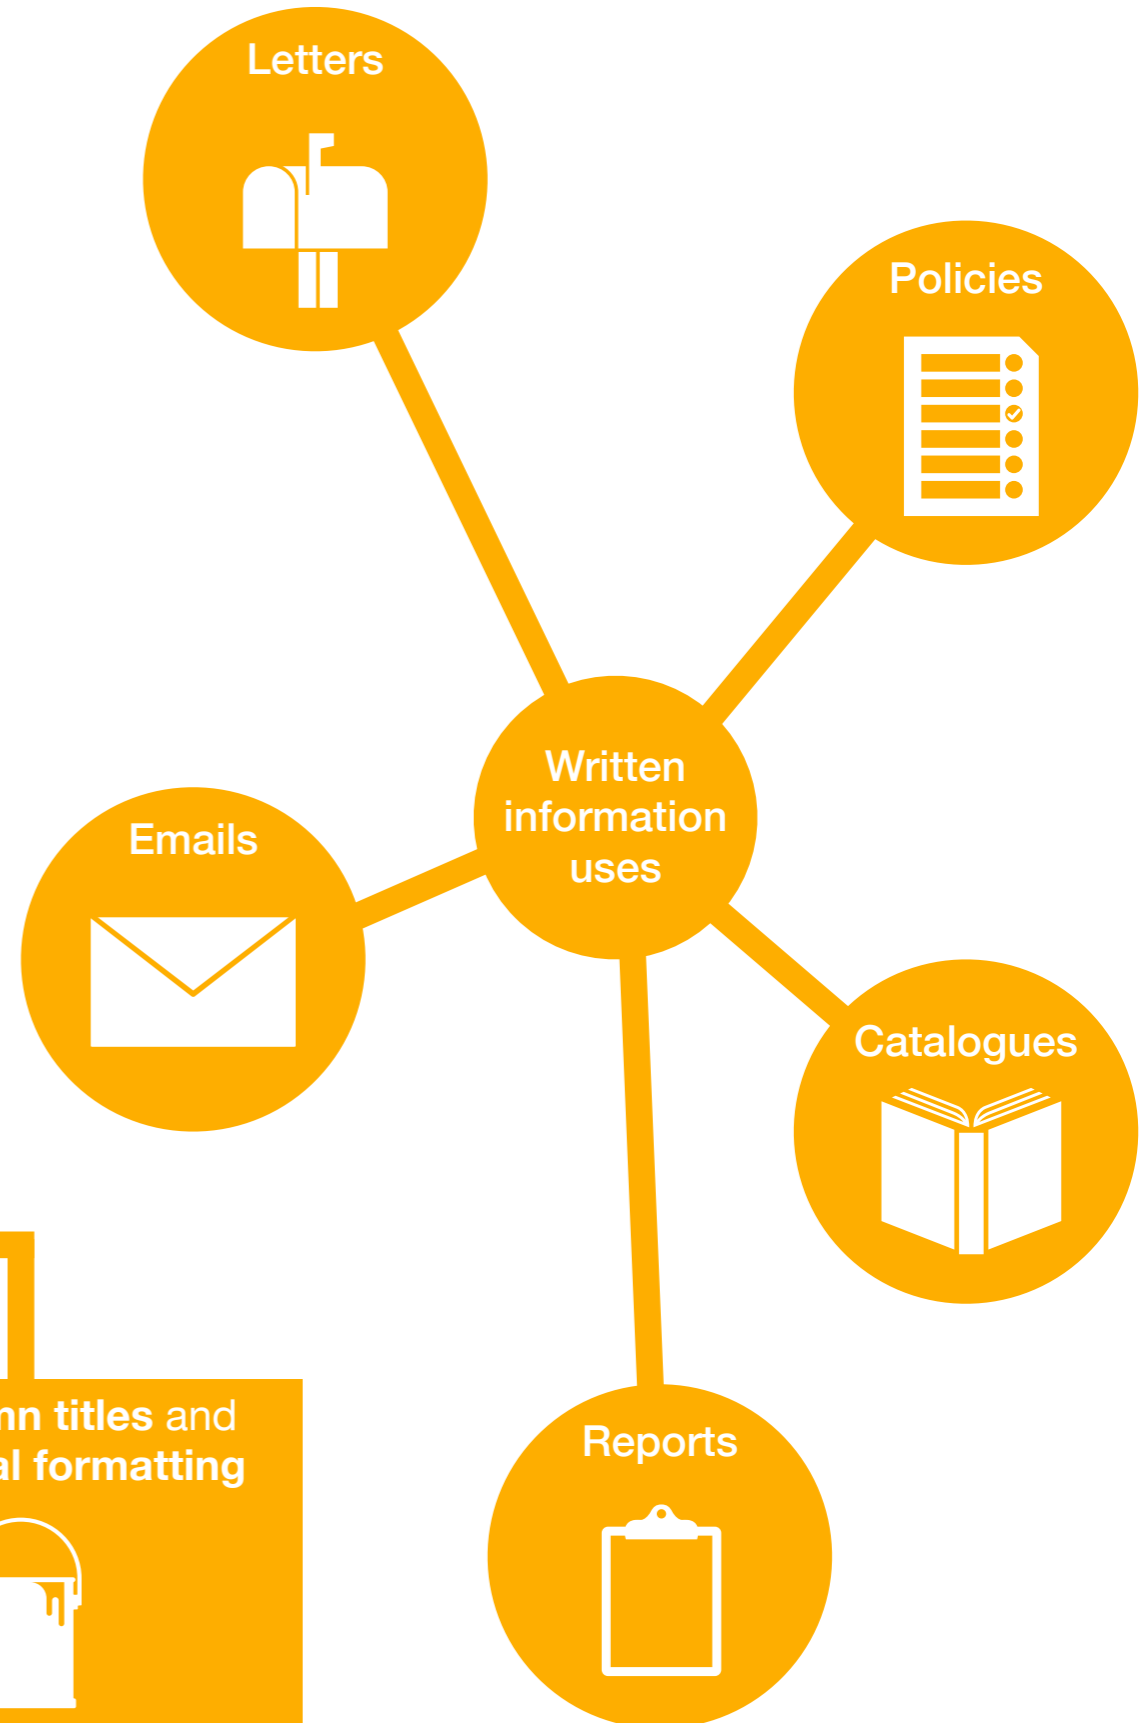 Letters
Policies
Written
information
uses
Emails
Catalogues
titles and
formatting
Reports